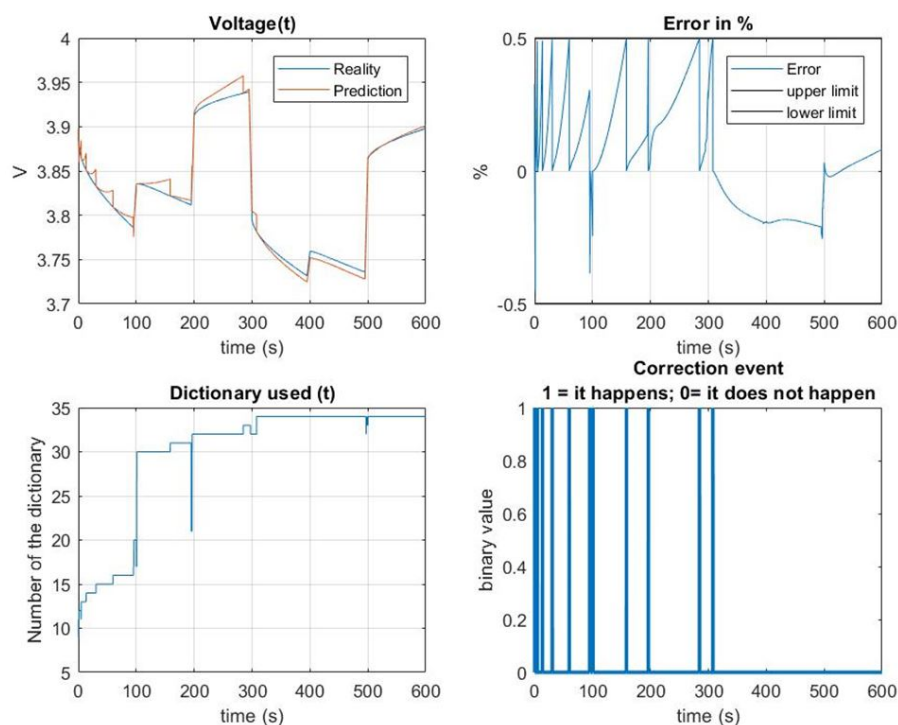 Voltage(t)
4
3.95
3.9
3.85
3.8
3.75
3.7
V
Reality
Prediction
0 100 200 300 400 500 600
time (s)
Error in %
0.5
0
-0.5
%
Error
upper limit
lower limit
0 100 200 300 400 500 600
time (s)
Dictionary used (t)
35
30
25
20
15
10
5
Number of the dictionary
0 100 200 300 400 500 600
time (s)
Correction event
1 = it happens; 0= it does not happen
1
0.8
0.6
0.4
0.2
0
binary value
0 100 200 300 400 500 600
time (s)